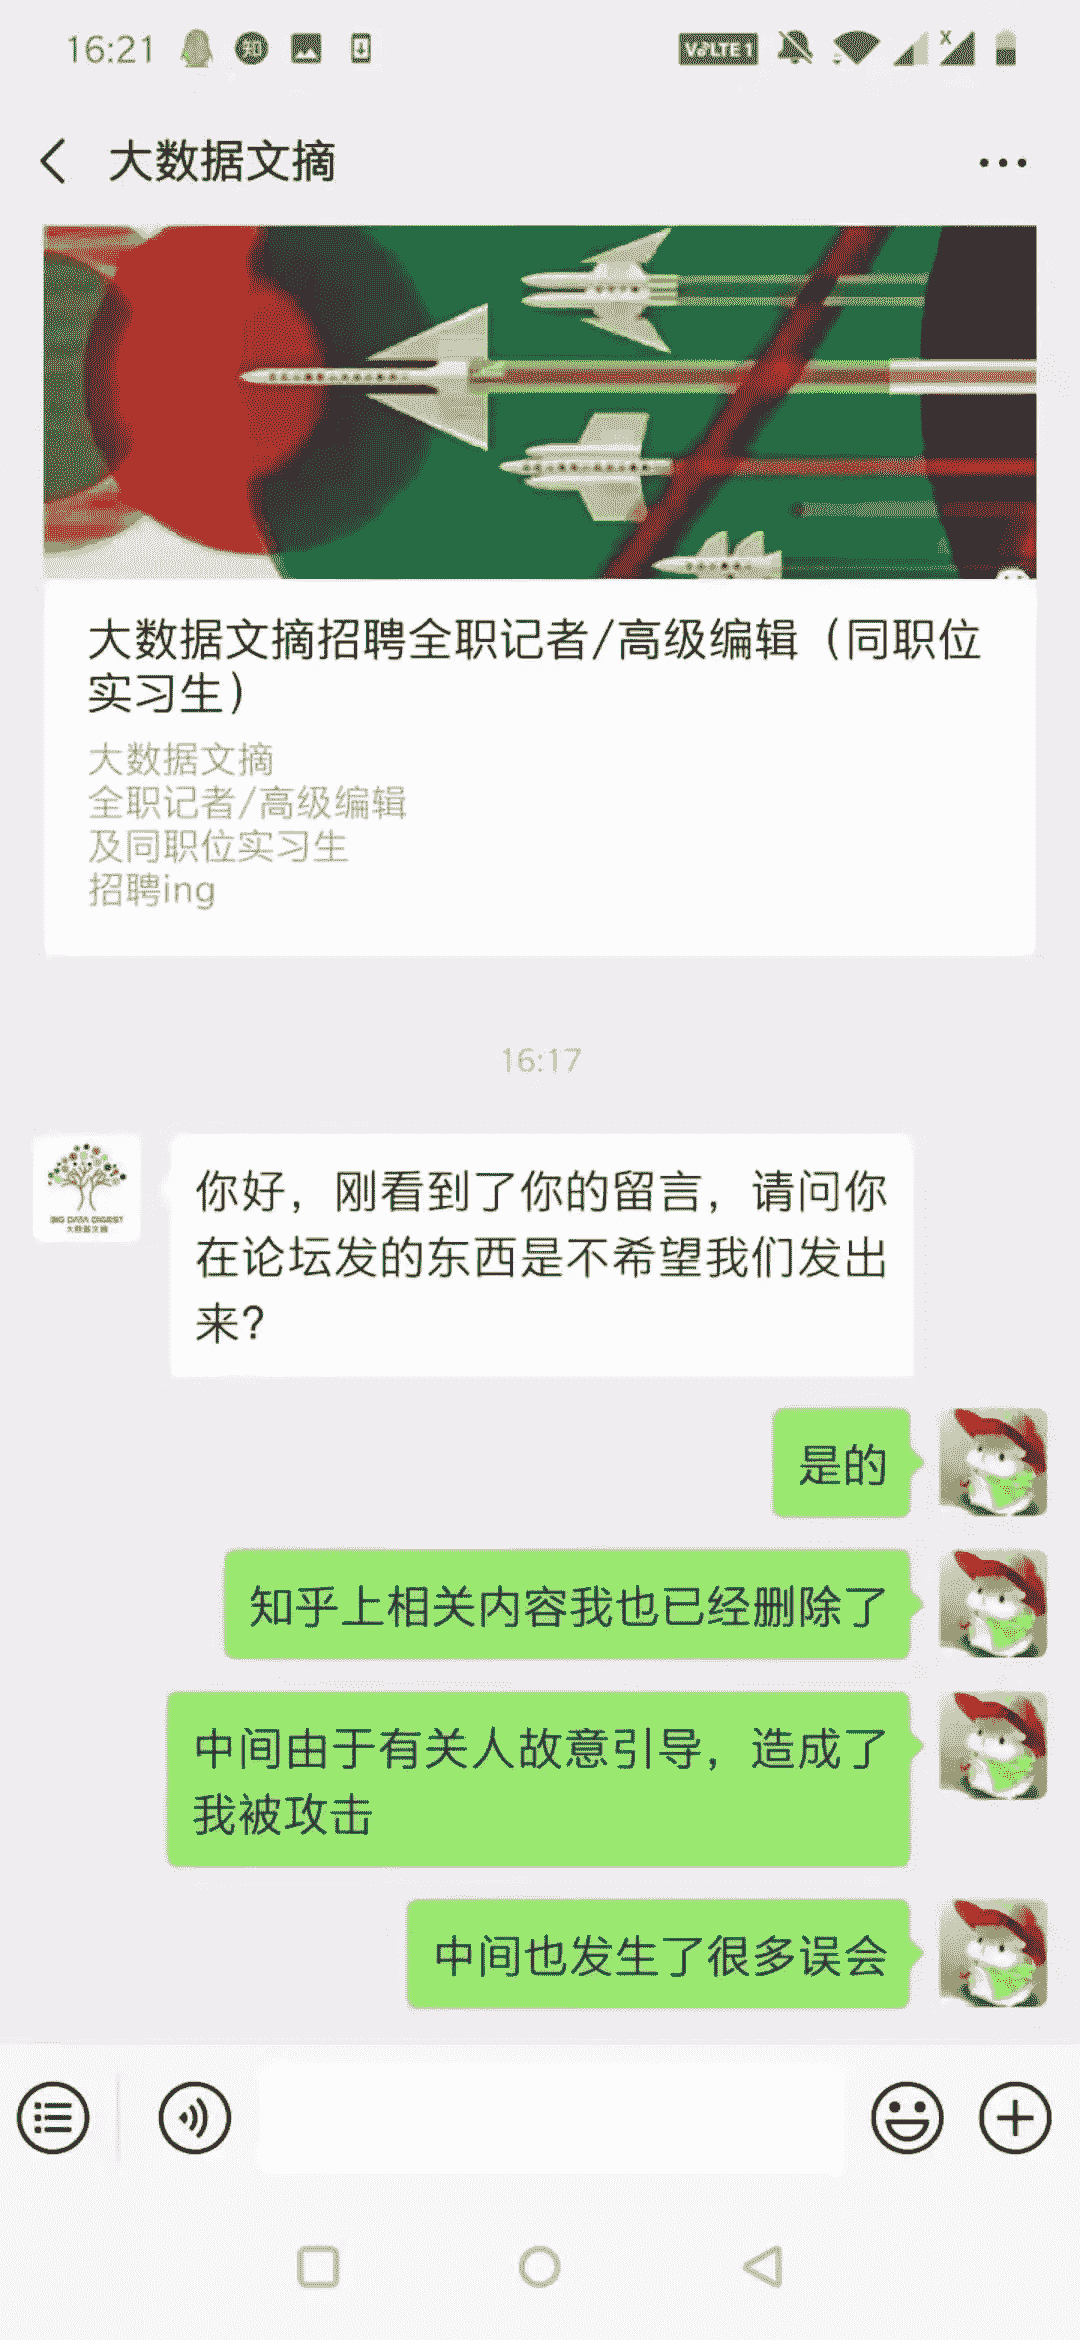 16:21
知
VoLTE 1
大数据文摘
大数据文摘招聘全职记者/高级编辑（同职位
实习生）
大数据文摘
全职记者/高级编辑
及同职位实习生
招聘ing
16:17
BIG DATA DIGEST
大数据文摘
你好，刚看到了你的留言，请问你
在论坛发的东西是不希望我们发出
来？
是的
知乎上相关内容我也已经删除了
中间由于有关人故意引导，造成了
我被攻击
中间也发生了很多误会